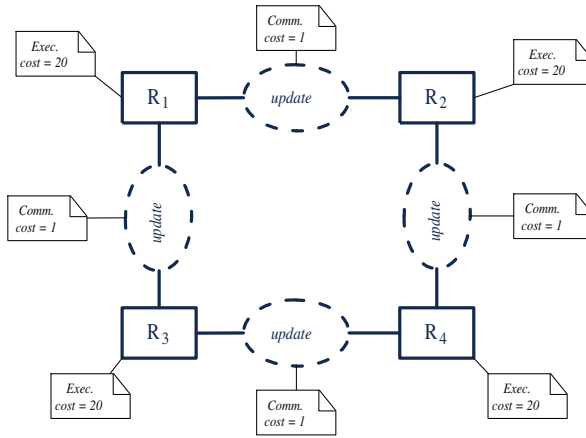 Comm.
cost = 1
Exec.
cost = 20
Exec.
cost = 20
R1
update
R2
Comm.
cost = 1
update
update
Comm.
cost = 1
R3
update
R4
Exec.
cost = 20
Comm.
cost = 1
Exec.
cost = 20